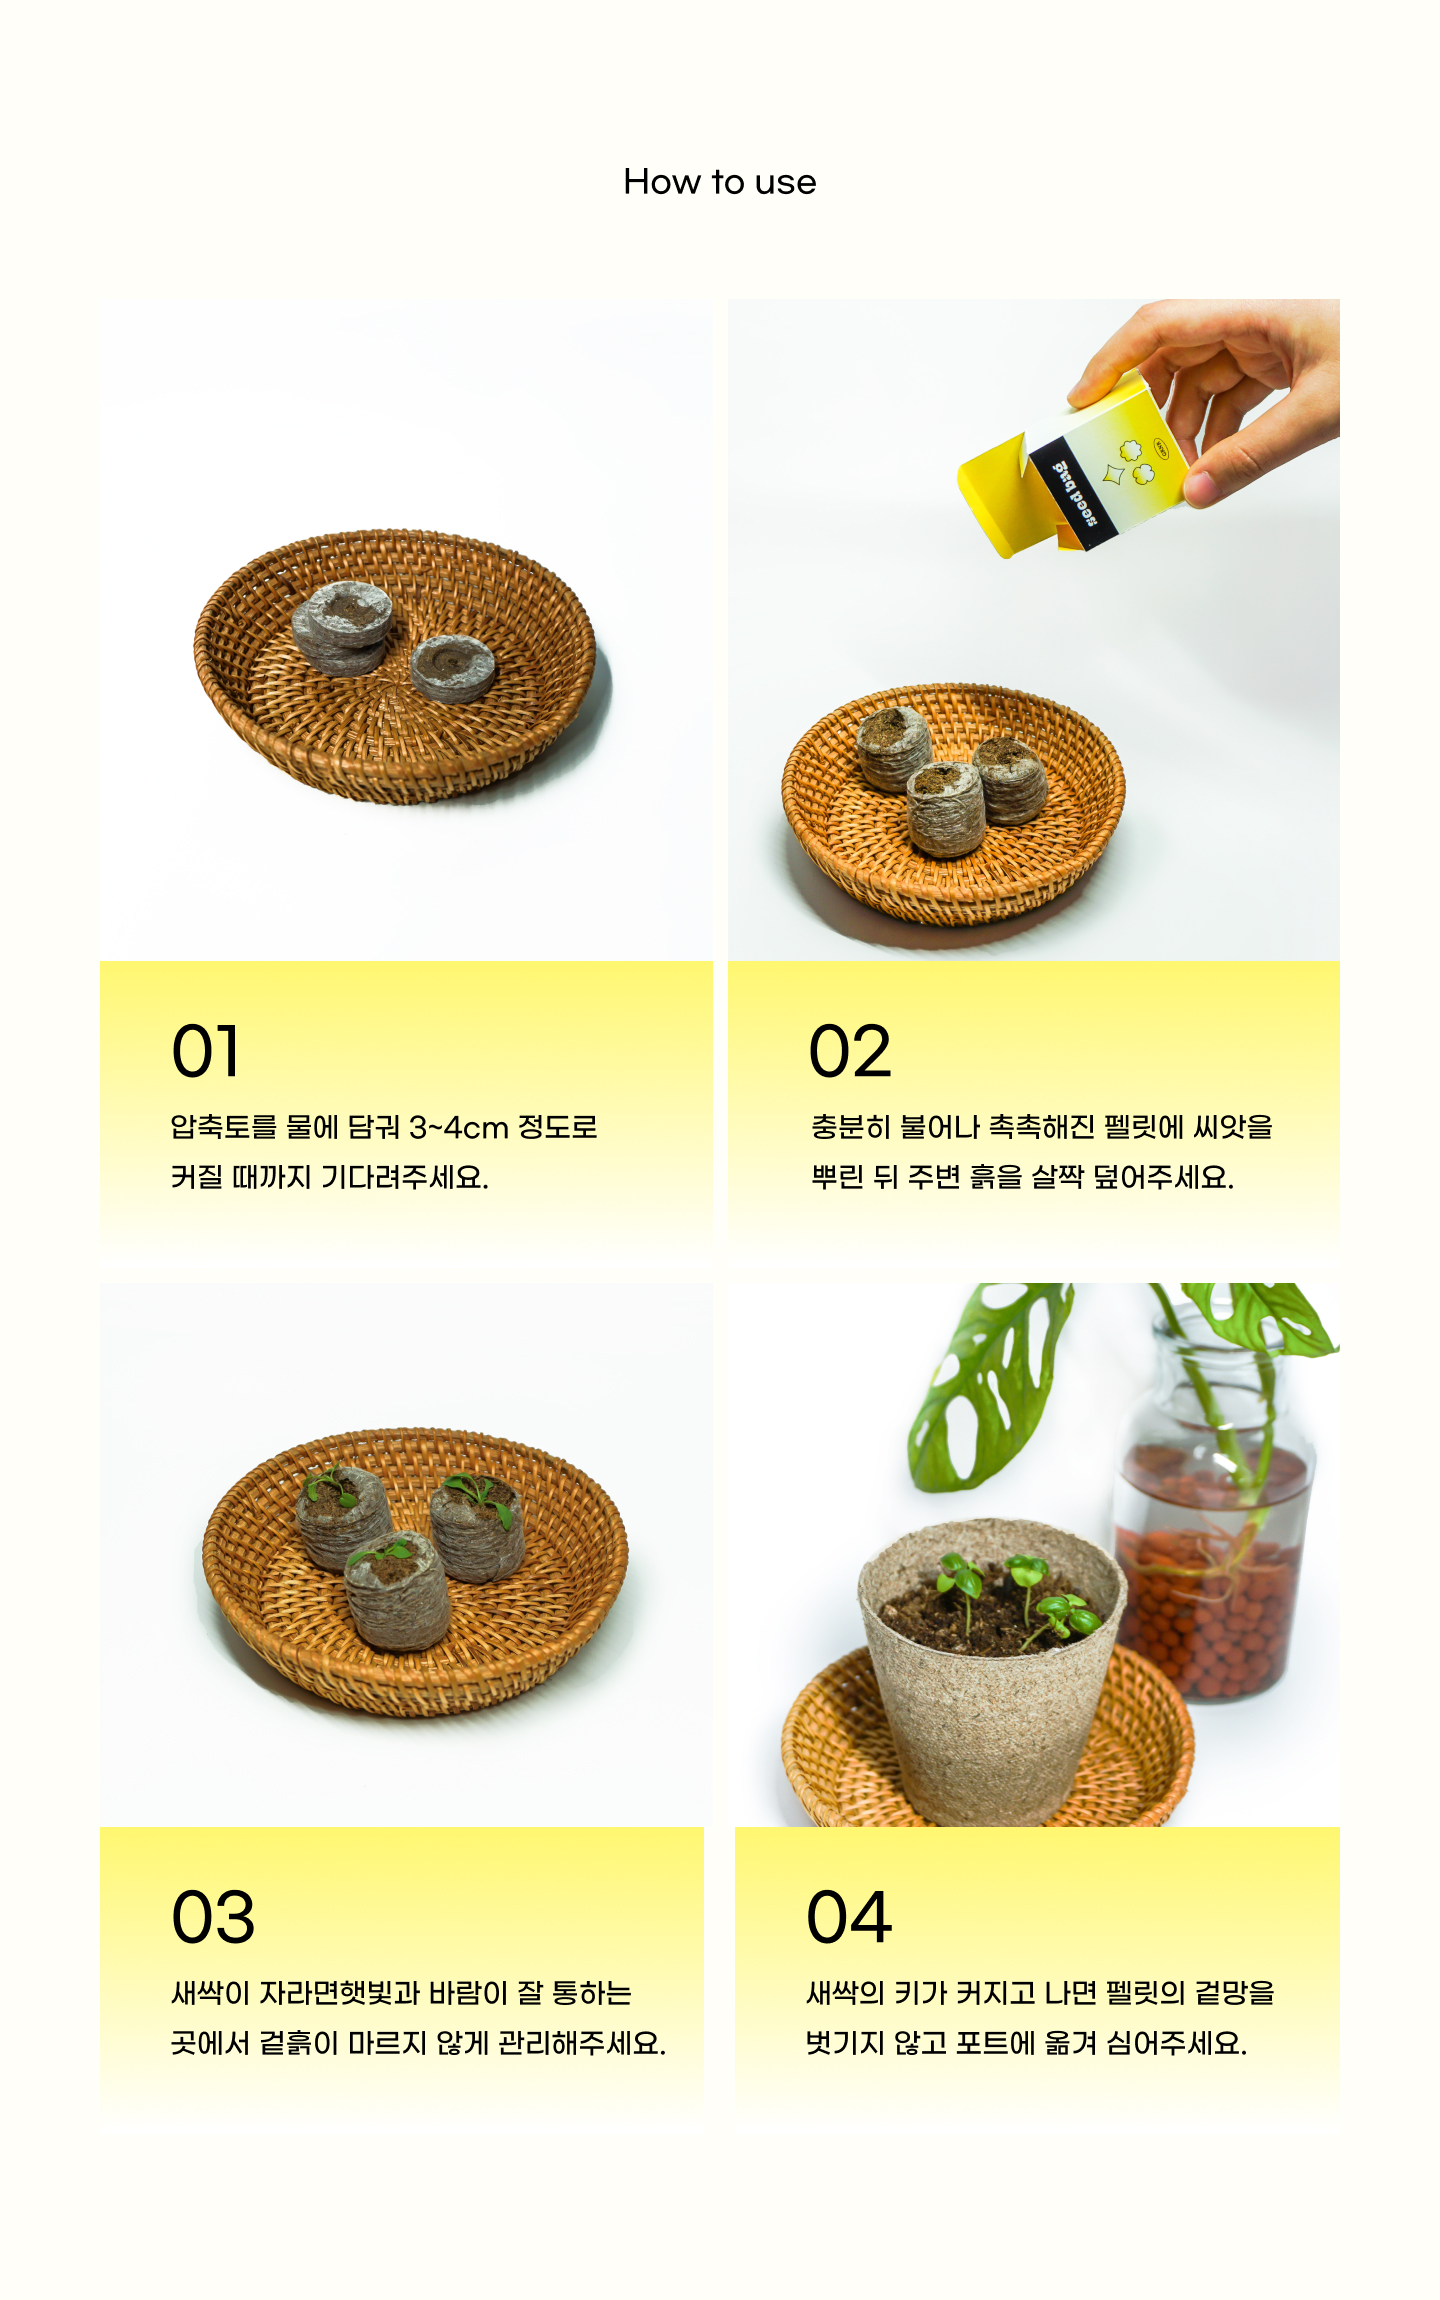 How to use
seed bag
01
압축토를 물에 담궈 3~4cm 정도로
커질 때까지 기다려주세요.
02
충분히 불어나 촉촉해진 펠릿에 씨앗을
뿌린 뒤 주변 흙을 살짝 덮어주세요.
03
새싹이 자라면햇빛과 바람이 잘 통하는
곳에서 겉흙이 마르지 않게 관리해주세요.
04
새싹의 키가 커지고 나면 펠릿의 겉망을
벗기지 않고 포트에 옮겨 심어주세요.